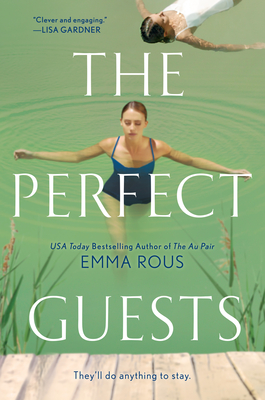 "Clever and engaging."
—LISA GARDNER
THE
PERFECT
GUESTS
USA Today Bestselling Author of The Au Pair
EMMA ROUS
They'll do anything to stay.